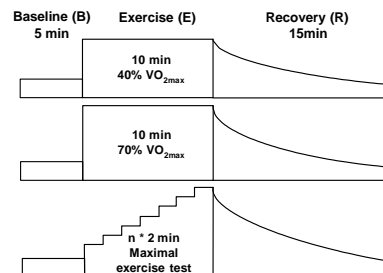 Baseline (B) Exercise (E) Recovery (R)
5 min 15min
10 min
40% VO2max
10 min
70% VO2max
n * 2 min
Maximal
exercise test